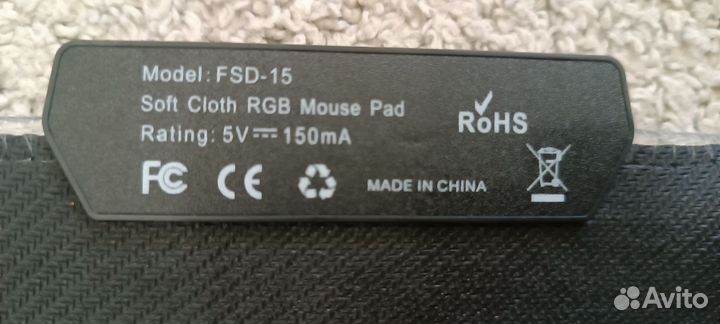 Model: FSD-15
Soft Cloth RGB Mouse Pad
Rating: 5V⎓150mA
RoHS
FC CE MADE IN CHINA
Avito